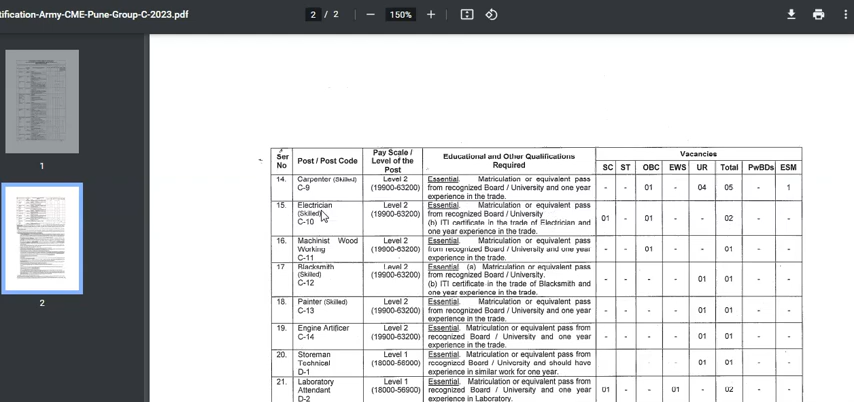 tification-Army-CME-Pune-Group-C-2023.pdf
2 / 2
150%
1
2
Ser No
Post / Post Code
Pay Scale / Level of the Post
Educational and Other Qualifications Required
Vacancies
SC ST OBC EWS UR Total PwBDs ESM
14. Carpenter (Skilled) Level 2 Essential. Matriculation or equivalent pass - - 01 - 04 05 - 1
C-9 (19900-63200) from recognized Board / University and one year
experience in the trade.
15. Electrician Level 2 Essential. Matriculation or equivalent pass 01 - 01 - - 02 - -
(Skilled) (19900-63200) from recognized Board / University
C-10 (b) ITI certificate in the trade of Electrician and
one year experience in the trade.
16. Machinist Wood Level 2 Essential. Matriculation or equivalent pass - - 01 - - 01 - -
Working (19900-63200) from recognized Board / University and one year
C-11 experience in the trade.
17 Blacksmith Level 2 Essential. (a) Matriculation or equivalent pass - - - - 01 01 - -
(Skilled) (19900-63200) from recognized Board / University.
C-12 (b) ITI certificate in the trade of Blacksmith and
one year experience in the trade.
18. Painter (Skilled) Level 2 Essential. Matriculation or equivalent pass - - - - 01 01 - -
C-13 (19900-63200) from recognized Board / University and one year
experience in the trade.
19. Engine Artificer Level 2 Essential. Matriculation or equivalent pass from - - - - 01 01 - -
C-14 (19900-63200) recognized Board / University and one year
experience in the trade.
20. Storeman Level 1 Essential. Matriculation or equivalent pass from - - 01 01 - -
Technical (18000-56900) recognized Board / University and should have
D-1 experience in similar work for one year.
21. Laboratory Level 1 Essential. Matriculation or equivalent pass from 01 - - 01 - 02 - -
Attendant (18000-56900) recognized Board / University and one year
D-2 experience in Laboratory.